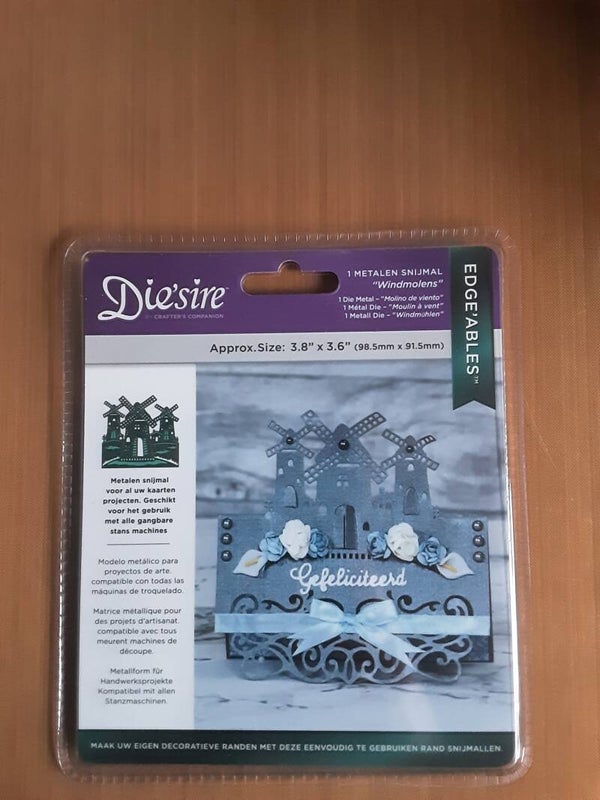 Die'sire™
BY CRAFTER'S COMPANION
1 METALEN SNIJMAL
"Windmolens"
1 Die Metal – "Molino de viento"
1 Métal Die – "Moulin à vent"
1 Metall Die – "Windmühlen"
EDGE'ABLES™
Approx.Size: 3.8" x 3.6" (98.5mm x 91.5mm)
Metalen snijmal
voor al uw kaarten
projecten. Geschikt
voor het gebruik
met alle gangbare
stans machines
Modelo metálico para
proyectos de arte.
compatible con todas las
máquinas de troquelado.
Matrice métallique pour
des projets d'artisanat.
compatible avec tous
meurent machines de
découpe.
Metallform für
Handwerksprojekte
Kompatibel mit allen
Stanzmaschinen.
Gefeliciteerd
MAAK UW EIGEN DECORATIEVE RANDEN MET DEZE EENVOUDIG TE GEBRUIKEN RAND SNIJMALLEN